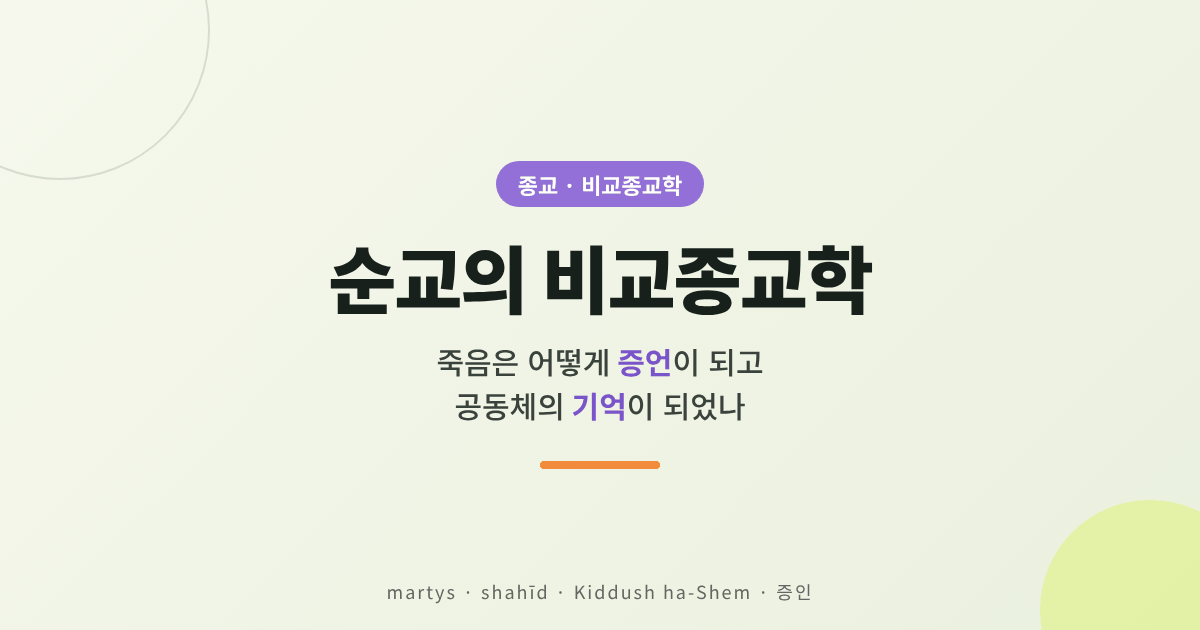 종교 · 비교종교학
순교의 비교종교학
죽음은 어떻게 증언이 되고
공동체의 기억이 되었나
martys · shahīd · Kiddush ha-Shem · 증인